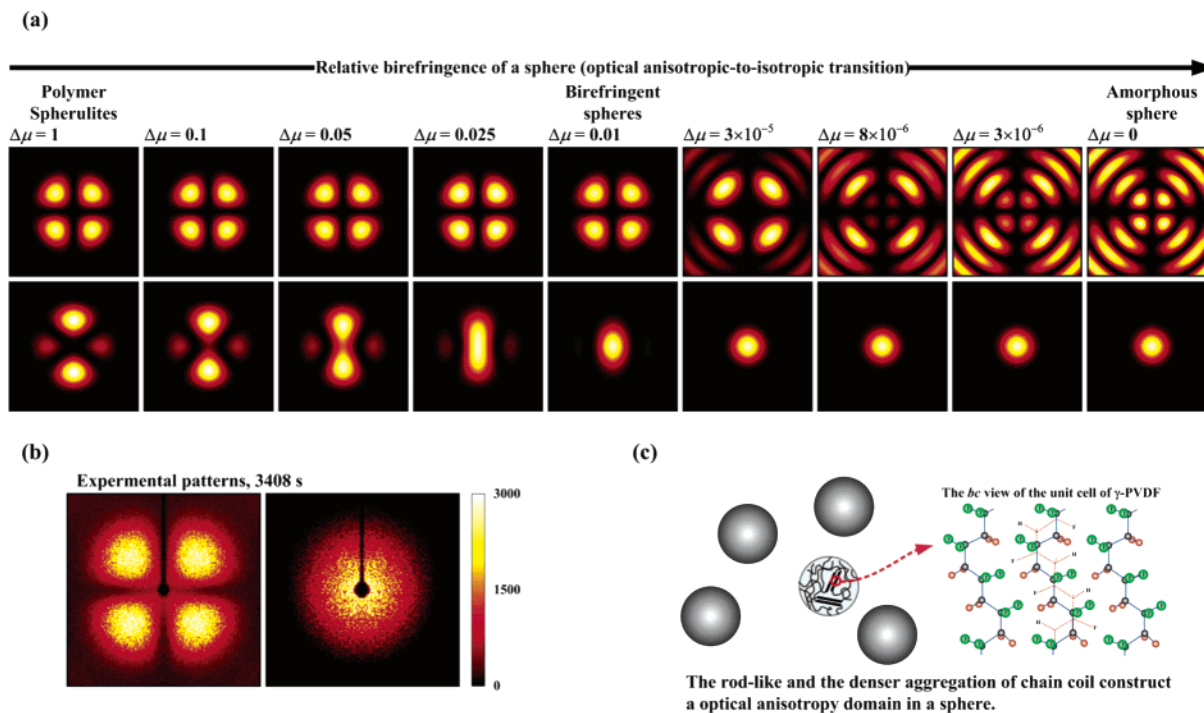 (a)
Relative birefringence of a sphere (optical anisotropic-to-isotropic transition)
Polymer
Spherulites
Birefringent
spheres
Amorphous
sphere
Δμ = 1
Δμ = 0.1
Δμ = 0.05
Δμ = 0.025
Δμ = 0.01
Δμ = 3×10⁻⁵
Δμ = 8×10⁻⁶
Δμ = 3×10⁻⁶
Δμ = 0
(b)
Expermental patterns, 3408 s
3000
1500
0
(c)
The bc view of the unit cell of γ-PVDF
H
F
F
H
F
H
H
F
The rod-like and the denser aggregation of chain coil construct
a optical anisotropy domain in a sphere.